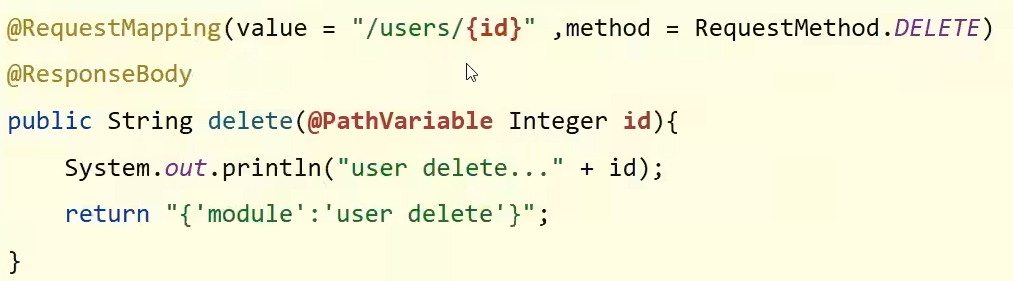 @RequestMapping(value = "/users/{id}" ,method = RequestMethod.DELETE)
@ResponseBody
public String delete(@PathVariable Integer id){
    System.out.println("user delete..." + id);
    return "{'module':'user delete'}";
}